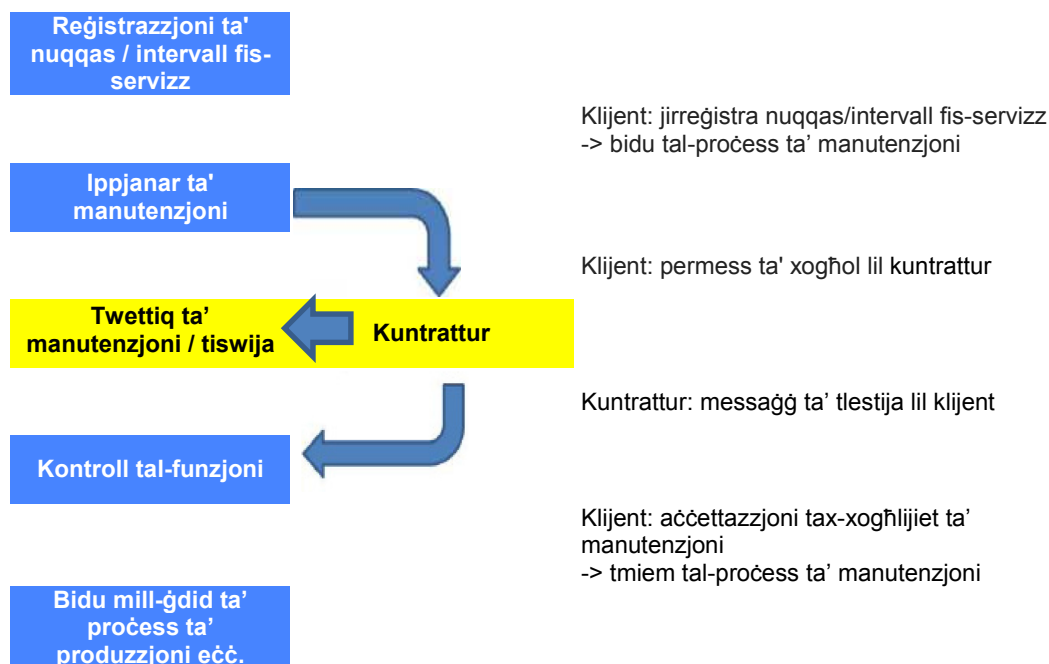 Reġistrazzjoni ta'
nuqqas / intervall fis-
servizz
Klijent: jirreġistra nuqqas/intervall fis-servizz
-> bidu tal-proċess ta’ manutenzjoni
Ippjanar ta'
manutenzjoni
Klijent: permess ta' xogħol lil kuntrattur
Twettiq ta’
manutenzjoni / tiswija
Kuntrattur
Kuntrattur: messaġġ ta’ tlestija lil klijent
Kontroll tal-funzjoni
Klijent: aċċettazzjoni tax-xogħlijiet ta’
manutenzjoni
-> tmiem tal-proċess ta’ manutenzjoni
Bidu mill-ġdid ta’
proċess ta’
produzzjoni eċċ.